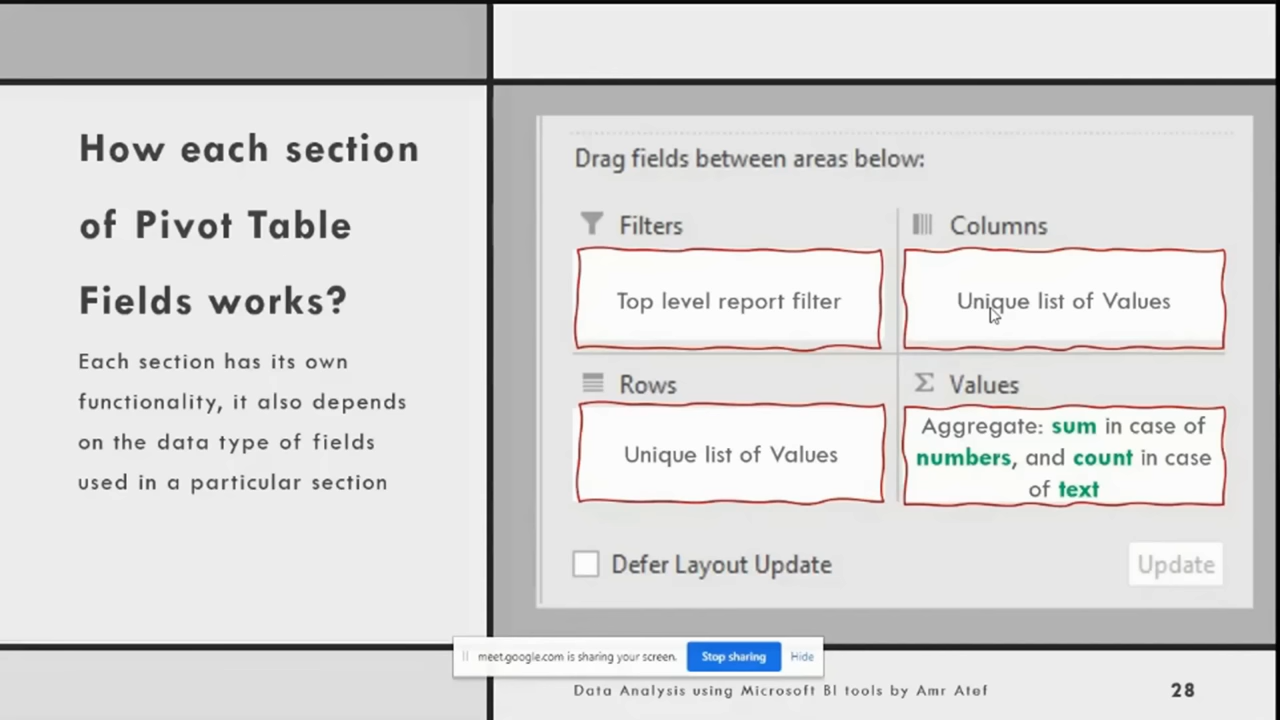 How each section
of Pivot Table
Fields works?
Each section has its own
functionality, it also depends
on the data type of fields
used in a particular section
Drag fields between areas below:
Filters
Columns
Top level report filter
Unique list of Values
Rows
Σ Values
Unique list of Values
Aggregate: sum in case of
numbers, and count in case
of text
Defer Layout Update
Update
meet.google.com is sharing your screen.
Stop sharing
Hide
Data Analysis using Microsoft BI tools by Amr Atef
28